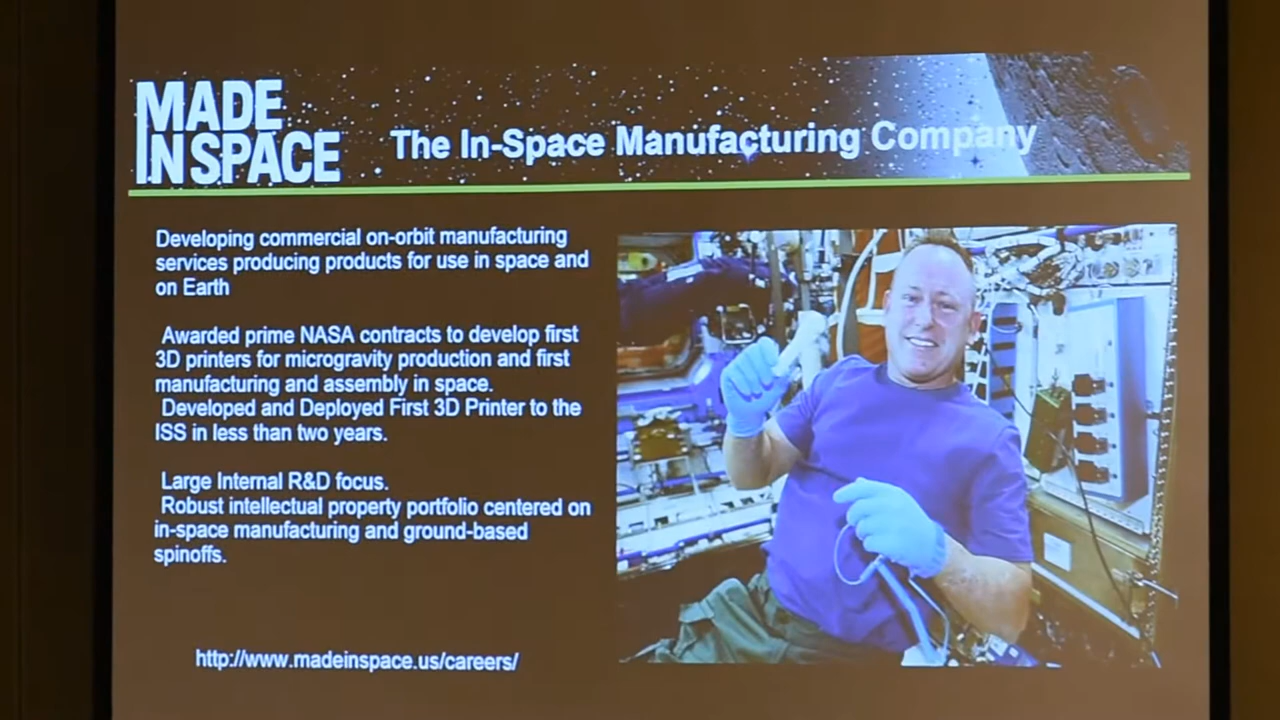 MADE
IN SPACE
The In-Space Manufacturing Company
Developing commercial on-orbit manufacturing
services producing products for use in space and
on Earth
Awarded prime NASA contracts to develop first
3D printers for microgravity production and first
manufacturing and assembly in space.
Developed and Deployed First 3D Printer to the
ISS in less than two years.
Large Internal R&D focus.
Robust intellectual property portfolio centered on
in-space manufacturing and ground-based
spinoffs.
http://www.madeinspace.us/careers/